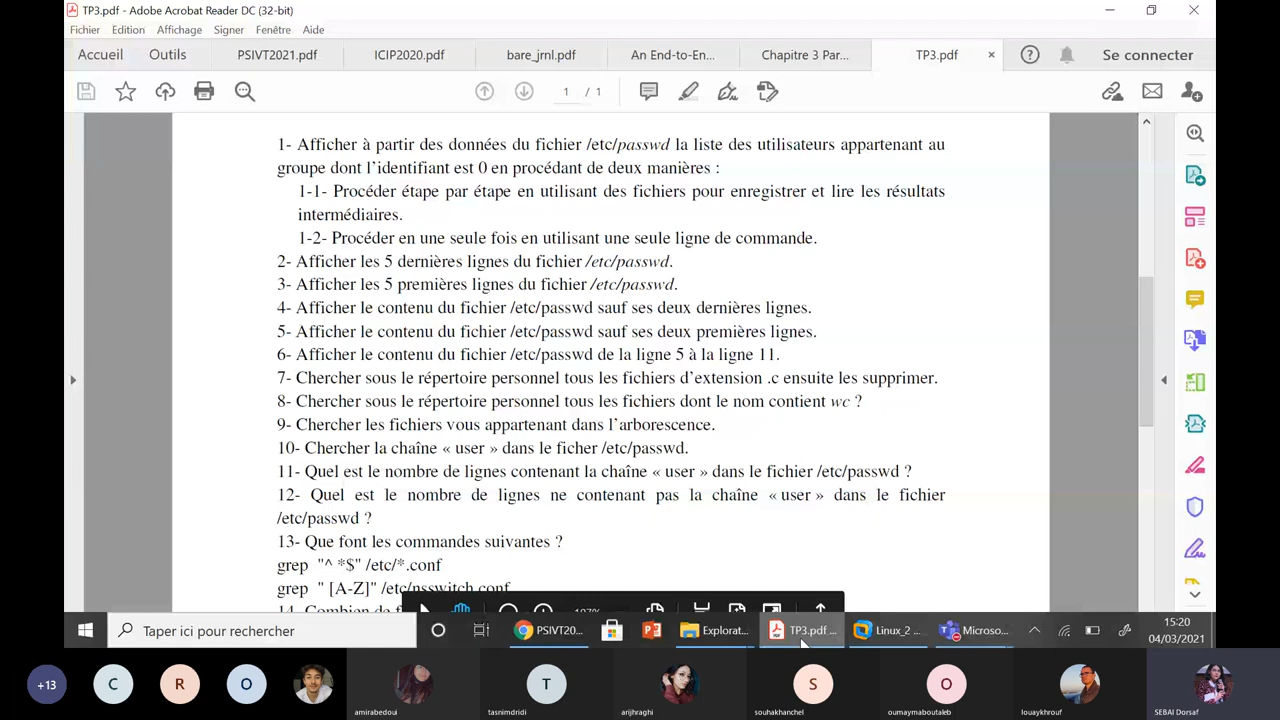 TP3.pdf - Adobe Acrobat Reader DC (32-bit)
Fichier Edition Affichage Signer Fenêtre Aide
Accueil Outils PSIVT2021.pdf ICIP2020.pdf bare_jrnl.pdf An End-to-En... Chapitre 3 Par... TP3.pdf × ? Se connecter
1 / 1
1- Afficher à partir des données du fichier /etc/passwd la liste des utilisateurs appartenant au
groupe dont l'identifiant est 0 en procédant de deux manières :
1-1- Procéder étape par étape en utilisant des fichiers pour enregistrer et lire les résultats
intermédiaires.
1-2- Procéder en une seule fois en utilisant une seule ligne de commande.
2- Afficher les 5 dernières lignes du fichier /etc/passwd.
3- Afficher les 5 premières lignes du fichier /etc/passwd.
4- Afficher le contenu du fichier /etc/passwd sauf ses deux dernières lignes.
5- Afficher le contenu du fichier /etc/passwd sauf ses deux premières lignes.
6- Afficher le contenu du fichier /etc/passwd de la ligne 5 à la ligne 11.
7- Chercher sous le répertoire personnel tous les fichiers d'extension .c ensuite les supprimer.
8- Chercher sous le répertoire personnel tous les fichiers dont le nom contient wc ?
9- Chercher les fichiers vous appartenant dans l'arborescence.
10- Chercher la chaîne « user » dans le ficher /etc/passwd.
11- Quel est le nombre de lignes contenant la chaîne « user » dans le fichier /etc/passwd ?
12- Quel est le nombre de lignes ne contenant pas la chaîne « user » dans le fichier
/etc/passwd ?
13- Que font les commandes suivantes ?
grep "^ *$" /etc/*.conf
grep " [A-Z]" /etc/nsswitch.conf
14- Combien de
Taper ici pour rechercher PSIVT20... Explorat... TP3.pdf ... Linux_2 ... Microso... 15:20
04/03/2021
+13 C R O T S O
amirabedoui tasnimdridi arijhraghi souhakhanchel oumaymaboutaleb louaykhrouf SEBAI Dorsaf